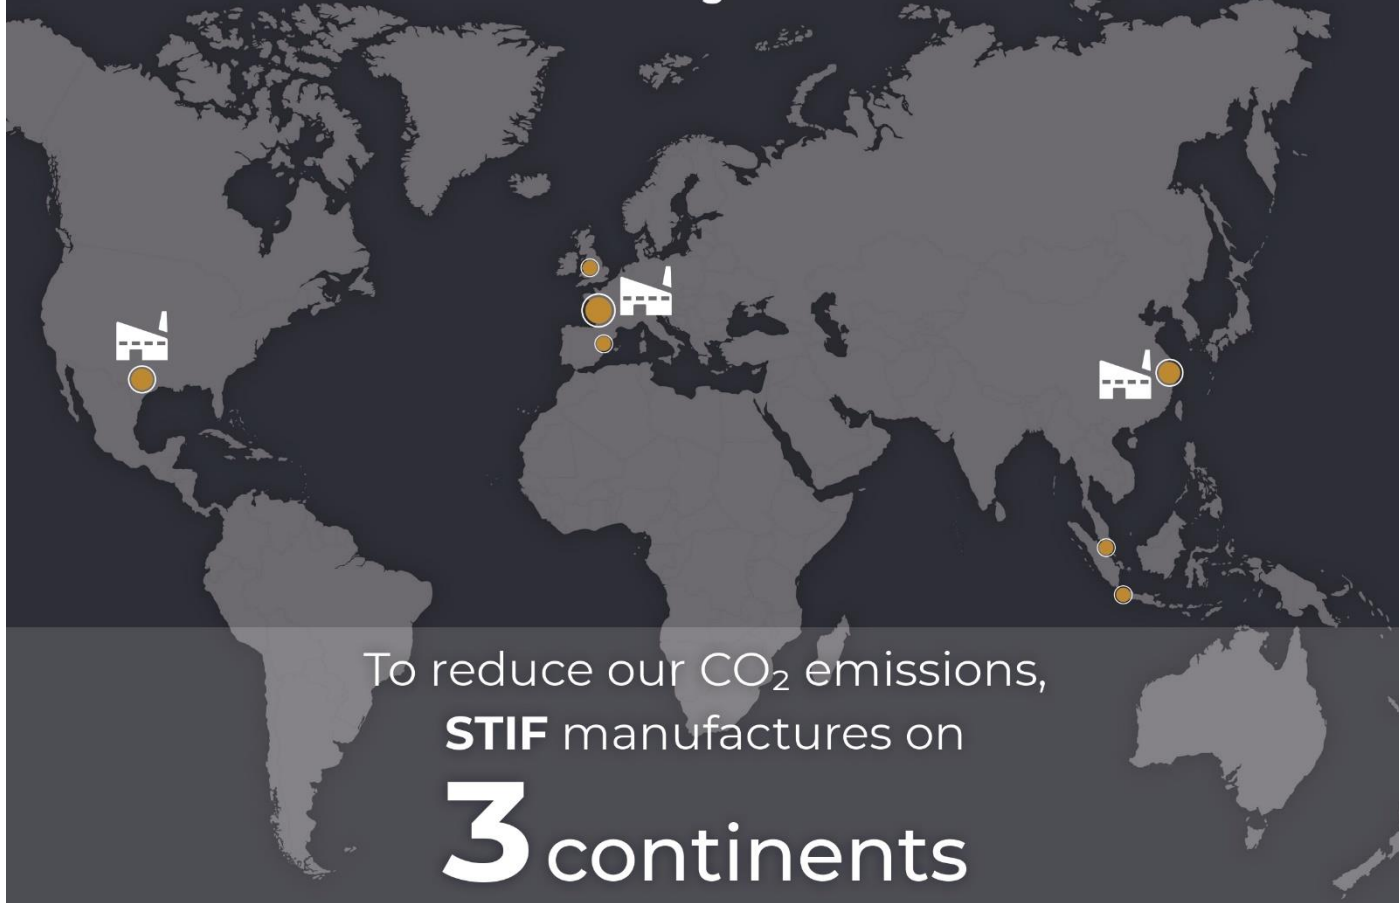 To reduce our CO₂ emissions,
STIF manufactures on
3 continents